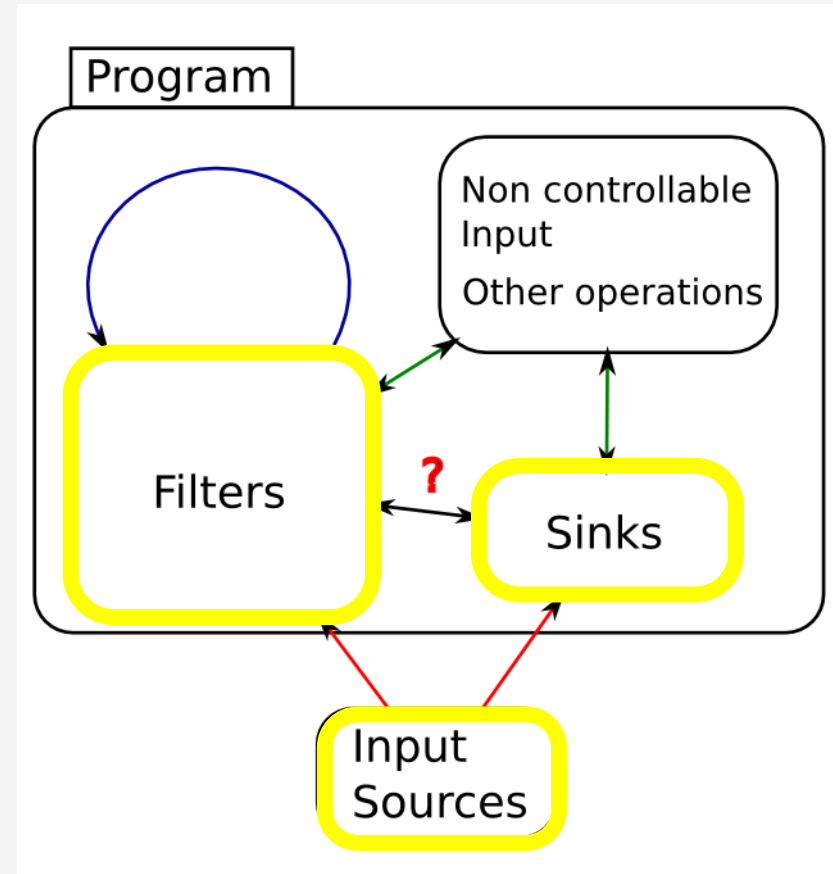 Program
Non controllable
Input
Other operations
Filters
?
Sinks
Input
Sources